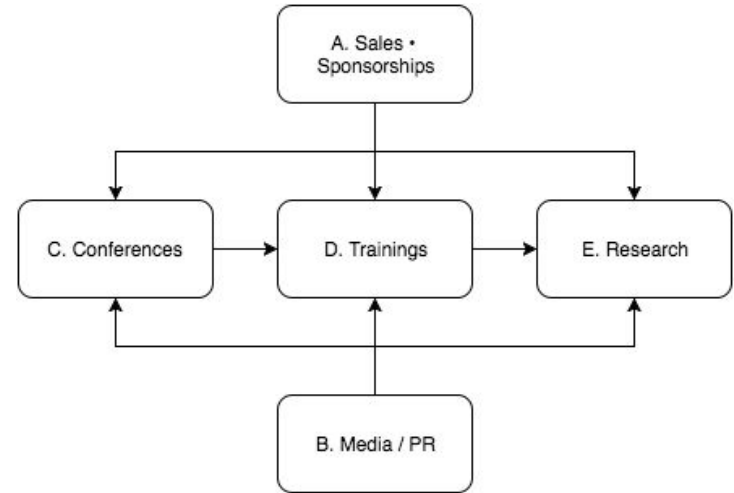 A. Sales •
Sponsorships
C. Conferences
D. Trainings
E. Research
B. Media / PR